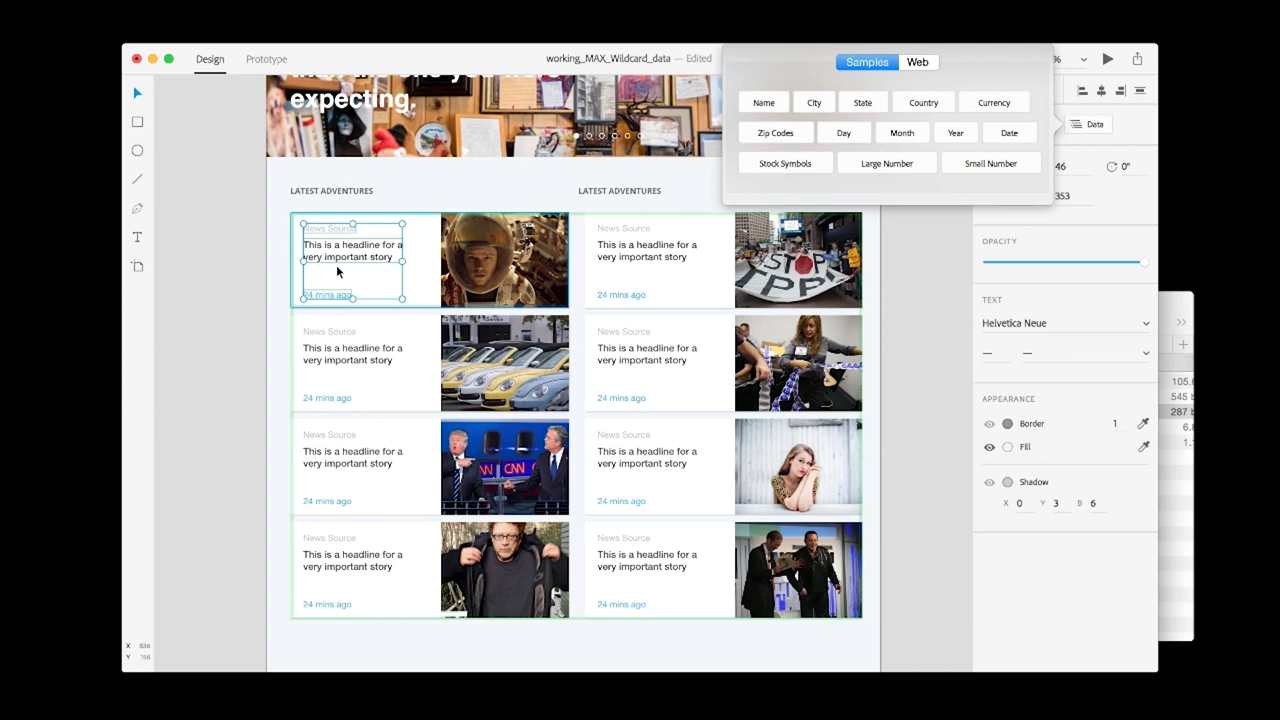 Design
Prototype
working_MAX_Wildcard_data — Edited
%
Samples
Web
Name
City
State
Country
Currency
Zip Codes
Day
Month
Year
Date
Stock Symbols
Large Number
Small Number
Data
46
0°
353
expecting.
LATEST ADVENTURES
LATEST ADVENTURES
News Source
This is a headline for a
very important story
24 mins ago
News Source
This is a headline for a
very important story
24 mins ago
STOP
TPP
News Source
This is a headline for a
very important story
24 mins ago
News Source
This is a headline for a
very important story
24 mins ago
News Source
This is a headline for a
very important story
24 mins ago
CNN
News Source
This is a headline for a
very important story
24 mins ago
News Source
This is a headline for a
very important story
24 mins ago
News Source
This is a headline for a
very important story
24 mins ago
OPACITY
TEXT
Helvetica Neue
— —
APPEARANCE
Border 1
Fill
Shadow
X 0 Y 3 B 6
545
287